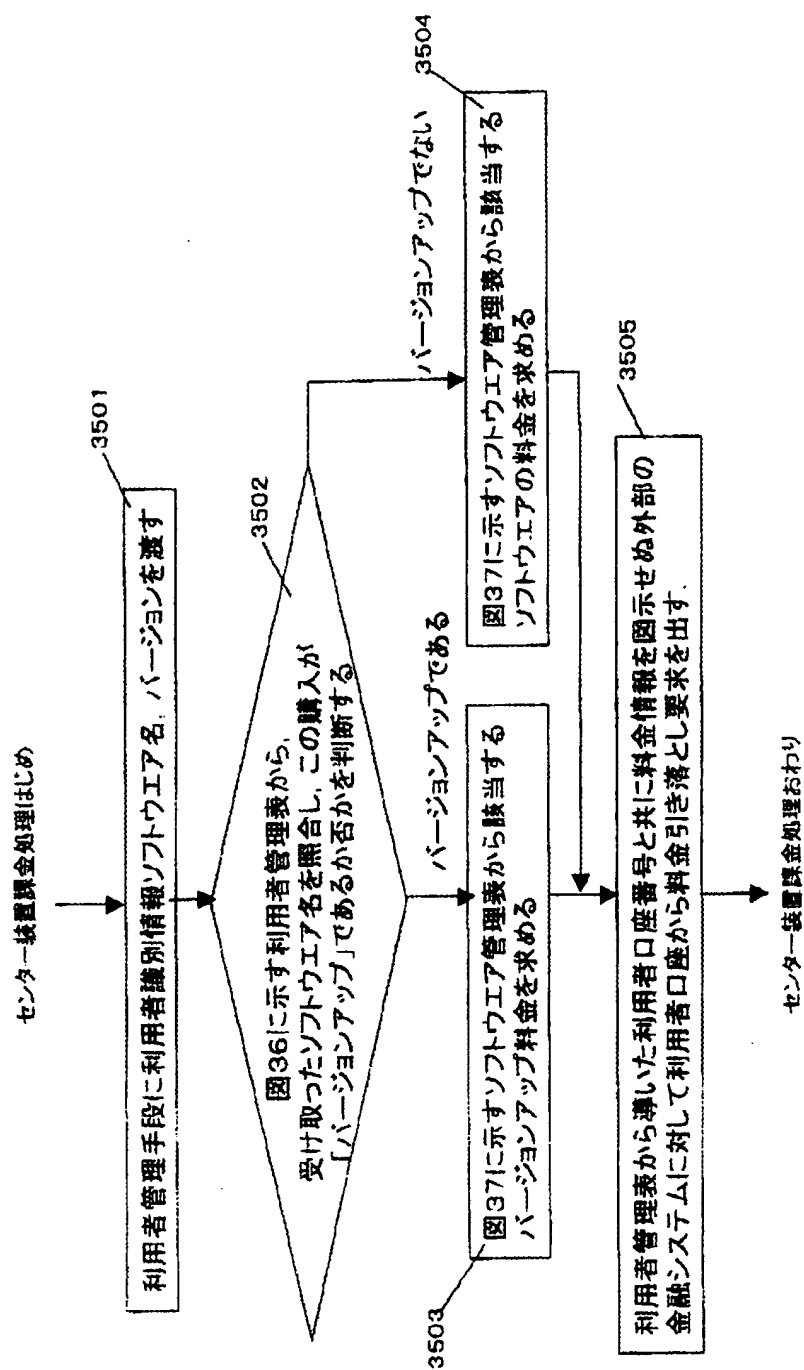 センター装置課金処理はじめ
3501
利用者管理手段に利用者識別情報ソフトウエア名，バージョンを渡す
3502
図36に示す利用者管理表から，
受け取ったソフトウエア名を照合し，この購入が
「バージョンアップ」であるか否かを判断する
バージョンアップである
バージョンアップでない
3503
図37に示すソフトウエア管理表から該当する
バージョンアップ料金を求める
3504
図37に示すソフトウエア管理表から該当する
ソフトウエアの料金を求める
3505
利用者管理表から導いた利用者口座番号と共に料金情報を図示せぬ外部の
金融システムに対して利用者口座から料金引き落とし要求を出す．
センター装置課金処理おわり